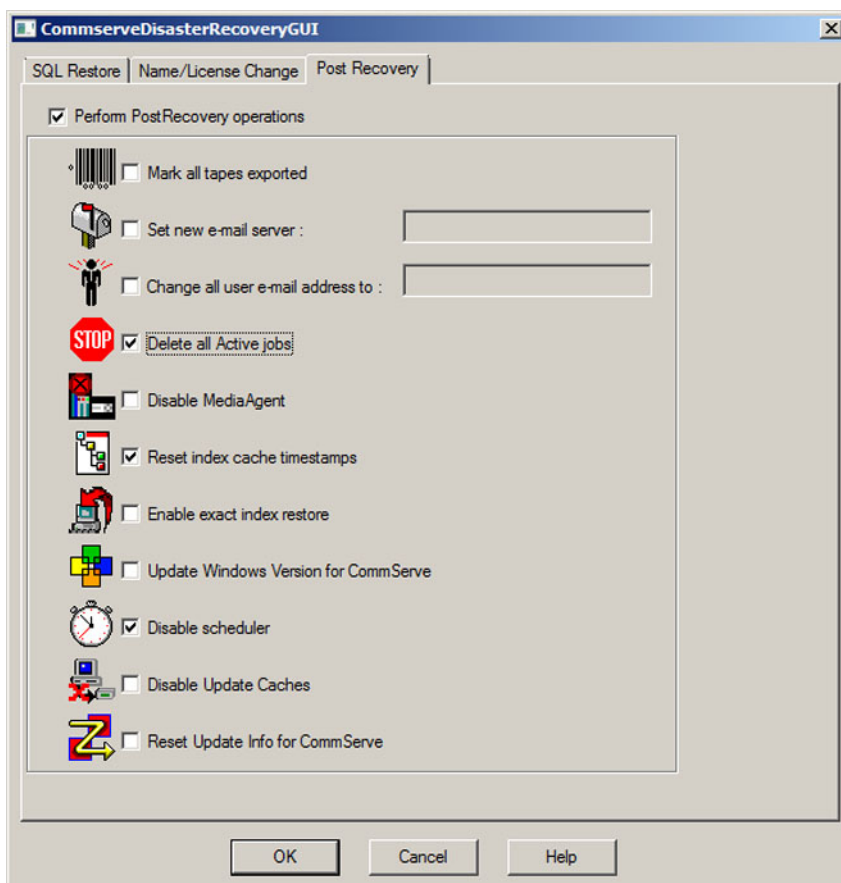 CommserveDisasterRecoveryGUI
SQL Restore Name/License Change Post Recovery
Perform PostRecovery operations
Mark all tapes exported
Set new e-mail server :
Change all user e-mail address to :
STOP Delete all Active jobs
Disable MediaAgent
Reset index cache timestamps
Enable exact index restore
Update Windows Version for CommServe
Disable scheduler
Disable Update Caches
Reset Update Info for CommServe
OK Cancel Help